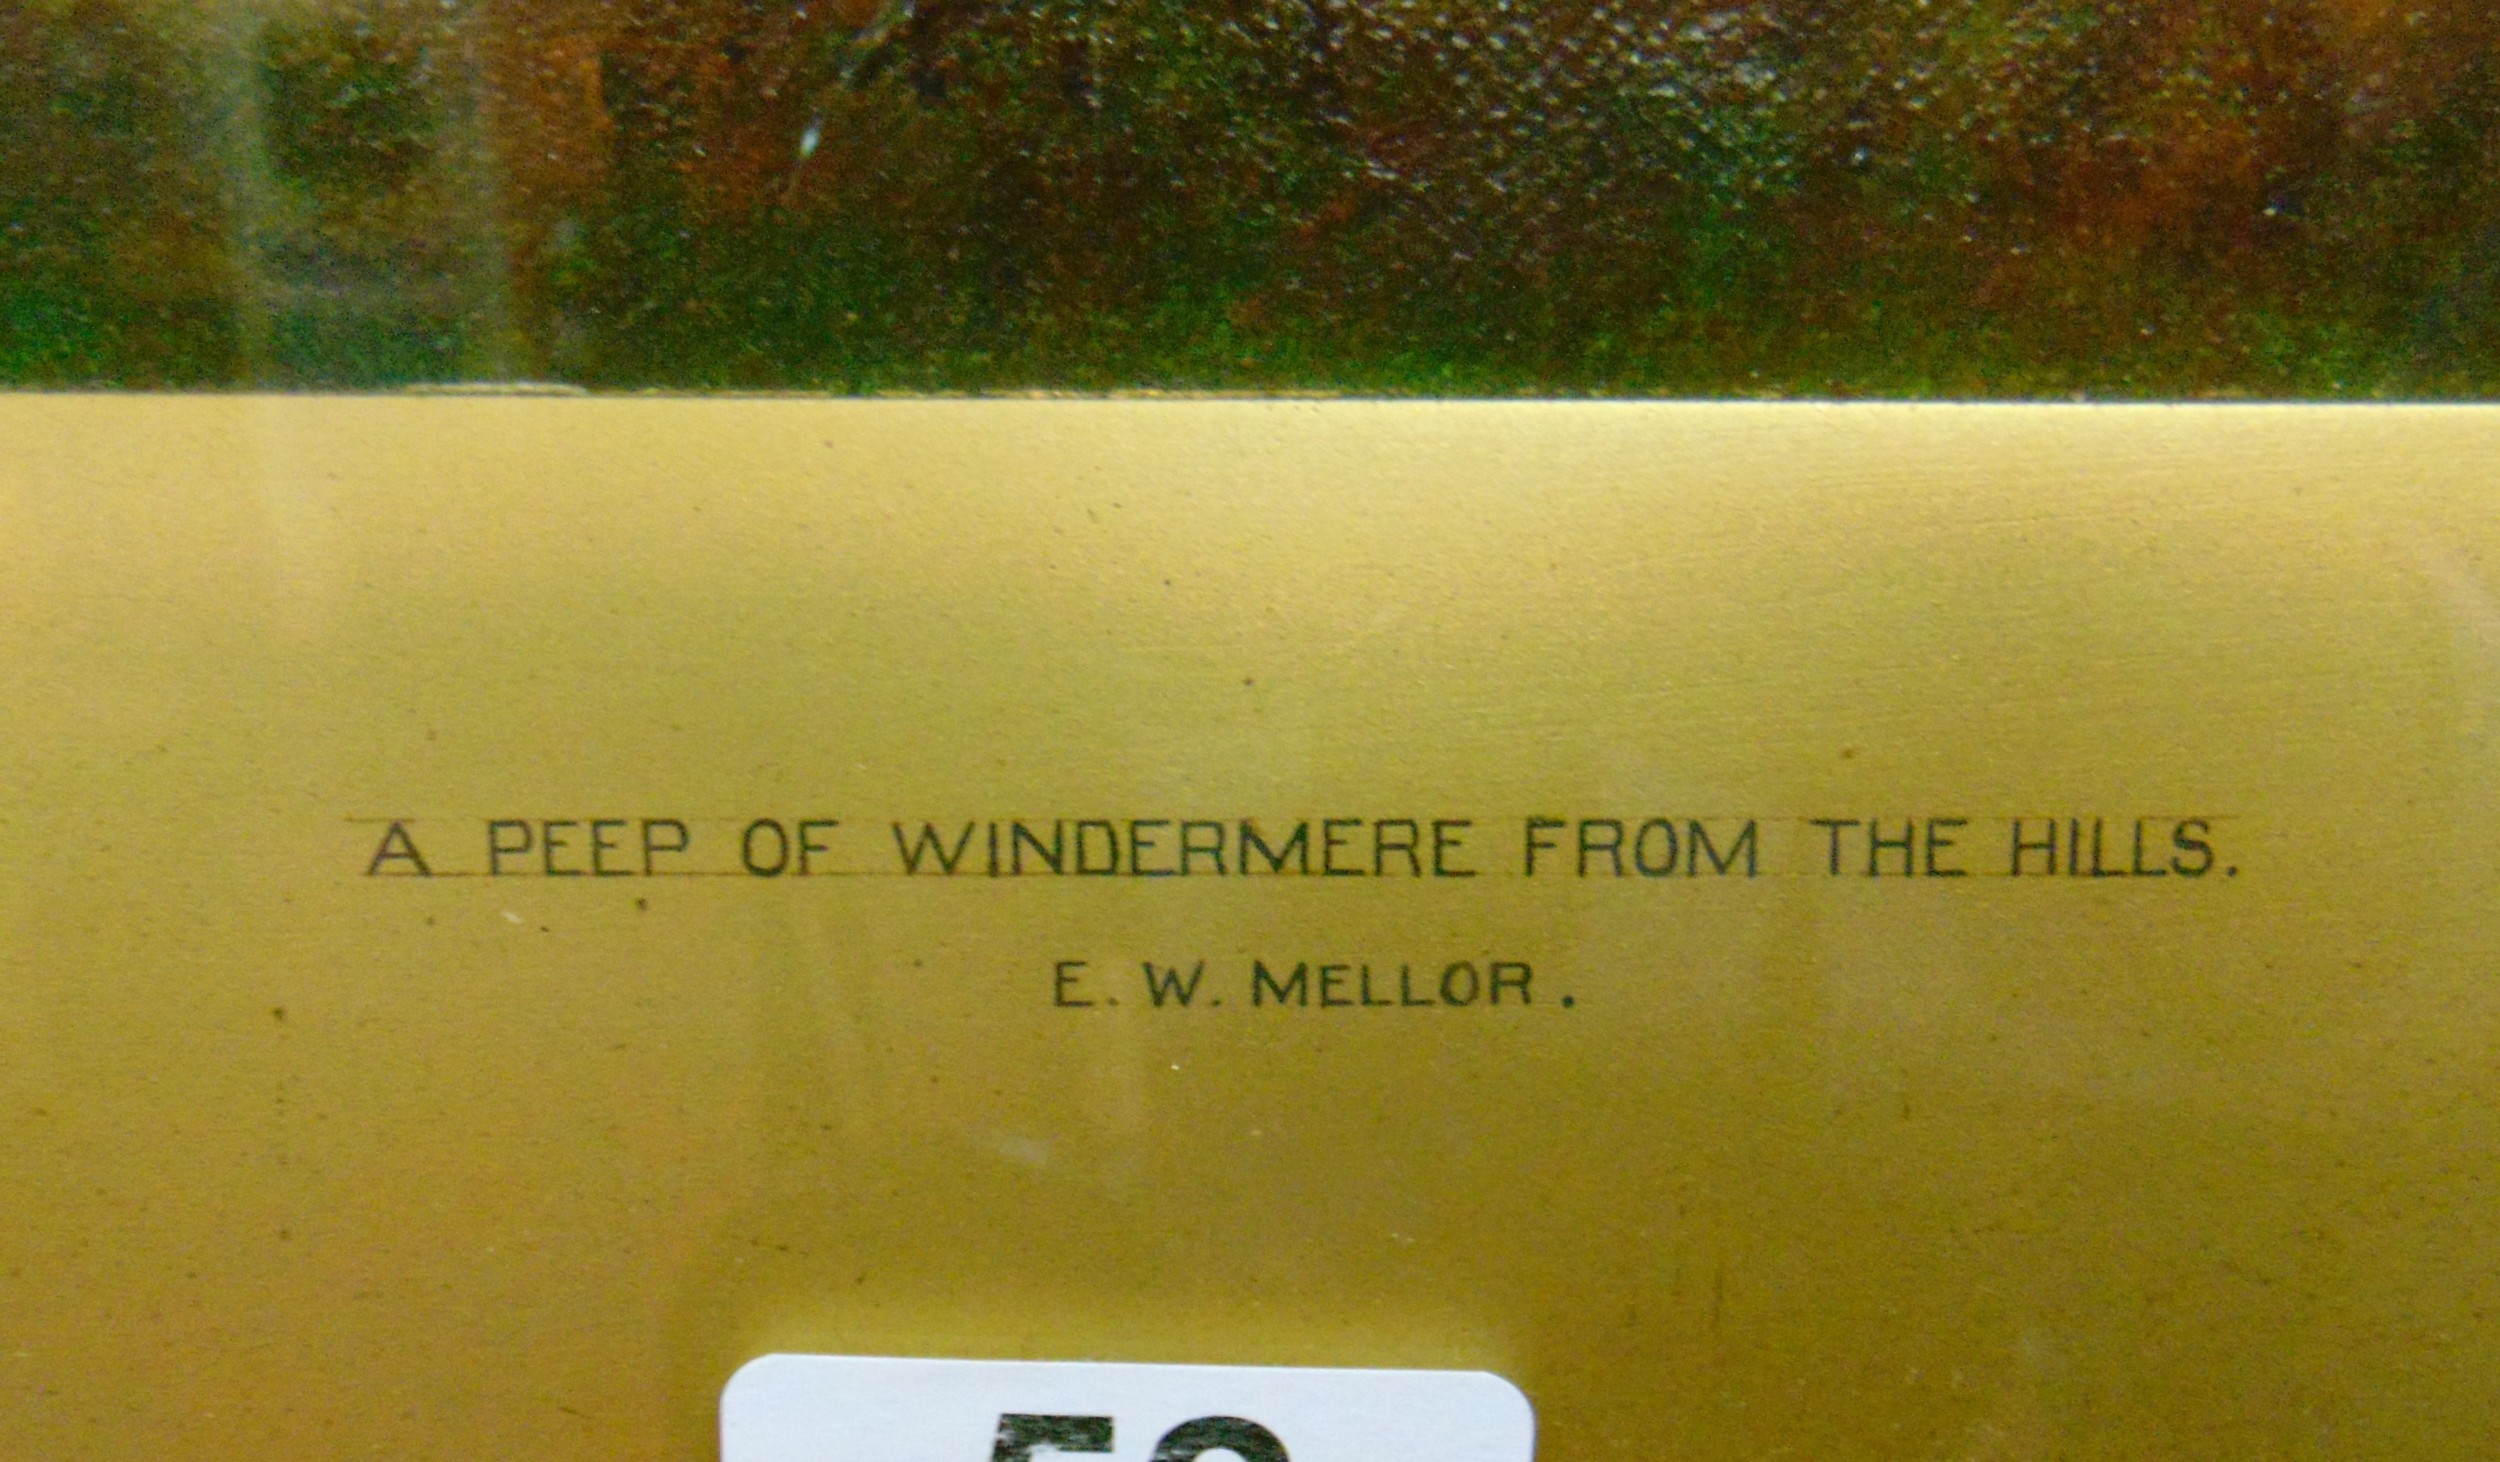 A PEEP OF WINDERMERE FROM THE HILLS.
E. W. MELLOR.